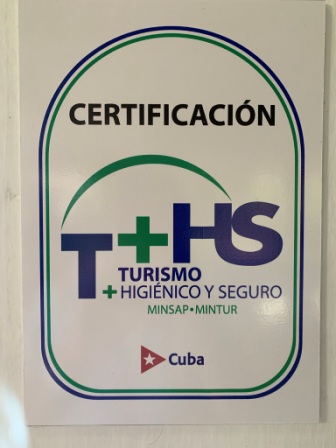 CERTIFICACIÓN
T+HS
TURISMO
+ HIGIÉNICO Y SEGURO
MINSAP•MINTUR
Cuba